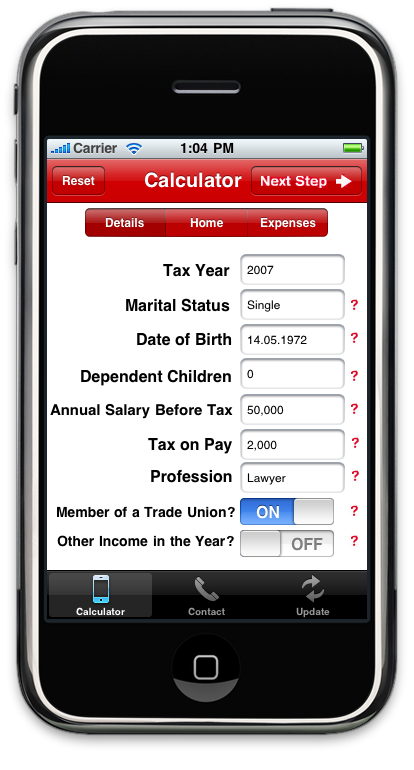 Carrier 1:04 PM
Reset Calculator Next Step
Details Home Expenses
Tax Year 2007
Marital Status Single ?
Date of Birth 14.05.1972 ?
Dependent Children 0 ?
Annual Salary Before Tax 50,000 ?
Tax on Pay 2,000 ?
Profession Lawyer ?
Member of a Trade Union? ON ?
Other Income in the Year? OFF ?
Calculator Contact Update